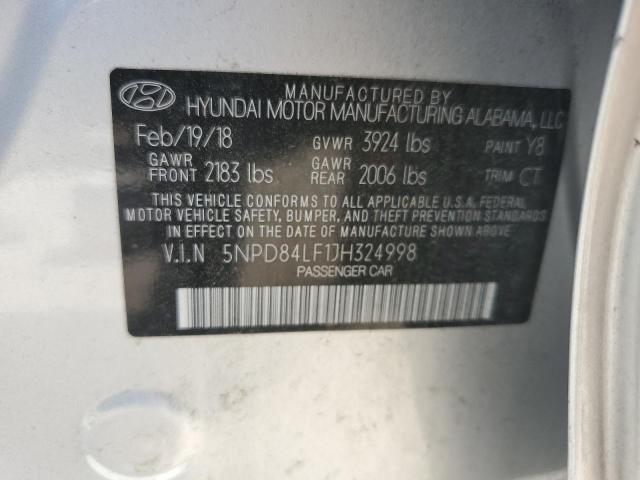 MANUFACTURED BY
HYUNDAI MOTOR MANUFACTURING ALABAMA, LLC
Feb/19/18 GVWR 3924 lbs PAINT Y8
GAWR FRONT 2183 lbs GAWR REAR 2006 lbs TRIM CT
THIS VEHICLE CONFORMS TO ALL APPLICABLE U.S.A. FEDERAL
MOTOR VEHICLE SAFETY, BUMPER, AND THEFT PREVENTION STANDARDS
IN EFFECT ON THE DATE OF MANUFACTURE SHOWN ABOVE.
V.I.N 5NPD84LF1JH324998
PASSENGER CAR